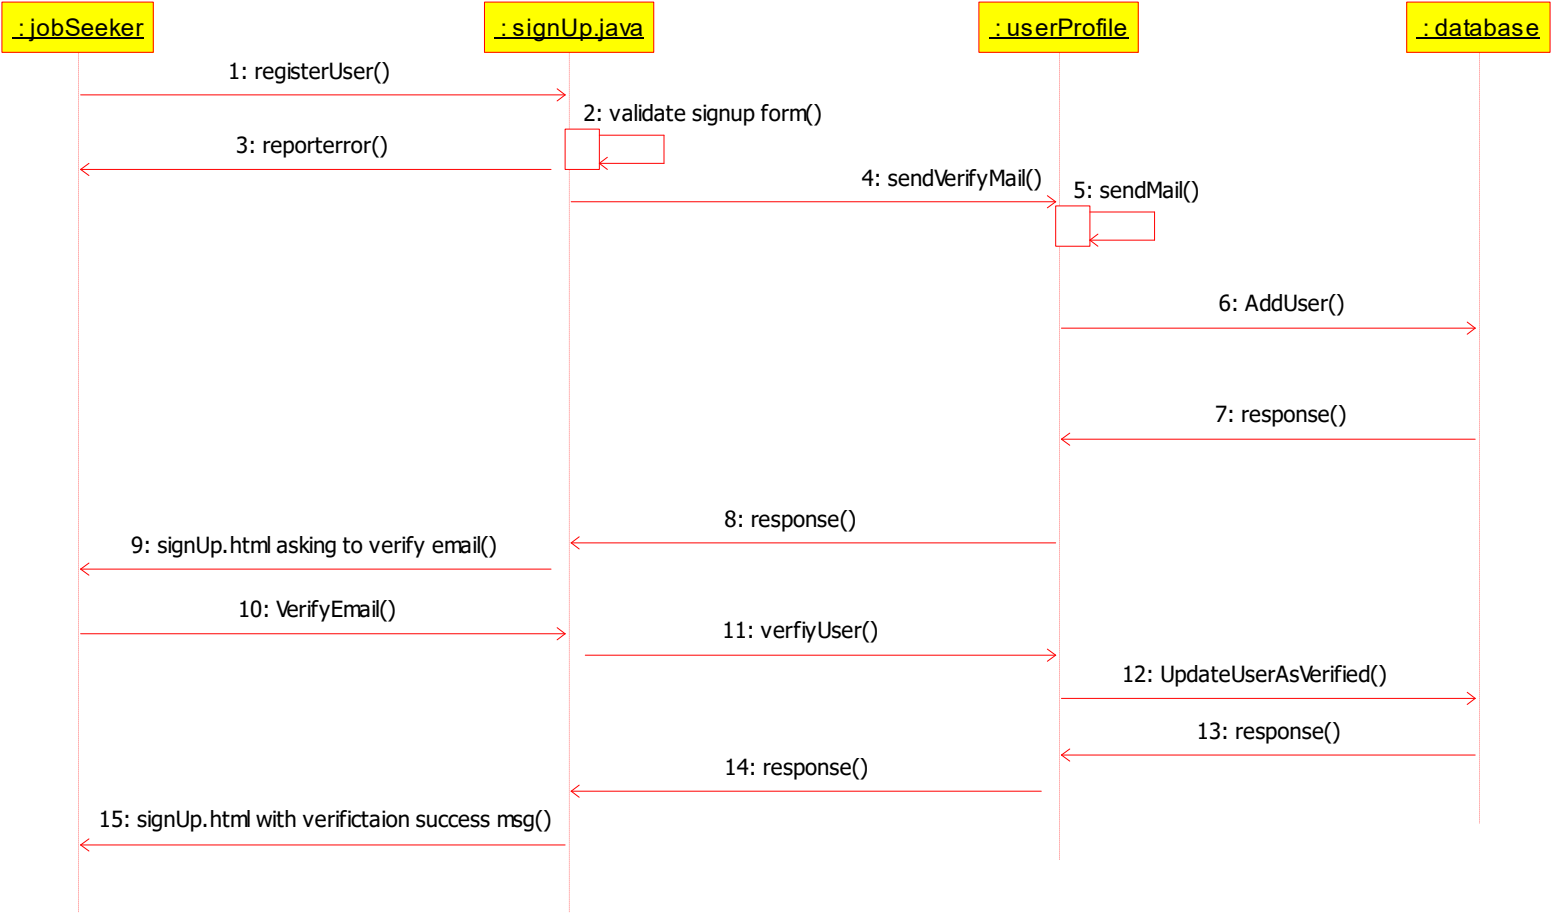 : jobSeeker
: signUp.java
: userProfile
: database
1: registerUser()
2: validate signup form()
3: reporterror()
4: sendVerifyMail()
5: sendMail()
6: AddUser()
7: response()
8: response()
9: signUp.html asking to verify email()
10: VerifyEmail()
11: verfiyUser()
12: UpdateUserAsVerified()
13: response()
14: response()
15: signUp.html with verifictaion success msg()